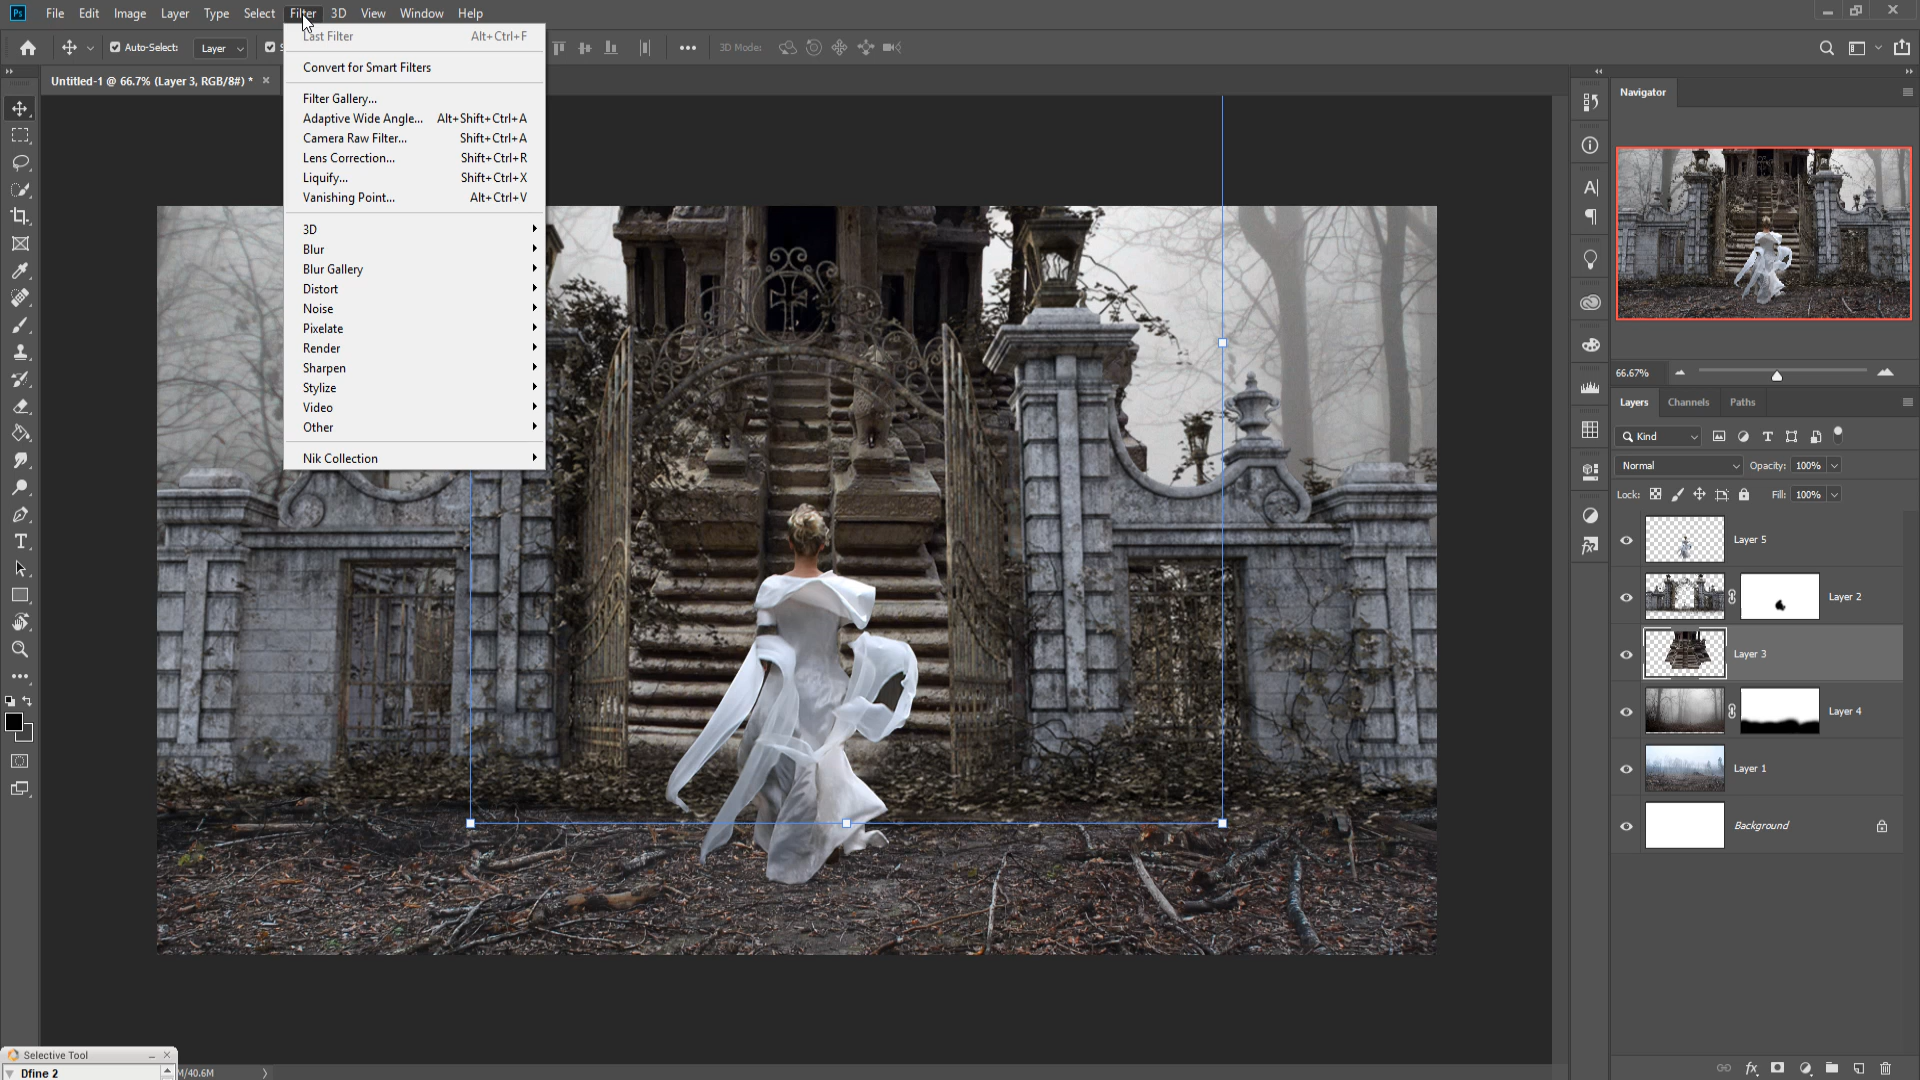 Ps File Edit Image Layer Type Select Filter 3D View Window Help
Auto-Select: Layer 3D Mode:
Untitled-1 @ 66.7% (Layer 3, RGB/8#) *
Last Filter Alt+Ctrl+F
Convert for Smart Filters
Filter Gallery...
Adaptive Wide Angle... Alt+Shift+Ctrl+A
Camera Raw Filter... Shift+Ctrl+A
Lens Correction... Shift+Ctrl+R
Liquify... Shift+Ctrl+X
Vanishing Point... Alt+Ctrl+V
3D
Blur
Blur Gallery
Distort
Noise
Pixelate
Render
Sharpen
Stylize
Video
Other
Nik Collection
Navigator
66.67%
Layers Channels Paths
Kind
Normal Opacity: 100%
Lock: Fill: 100%
Layer 5
Layer 2
Layer 3
Layer 4
Layer 1
Background
Selective Tool
Dfine 2
M/40.6M